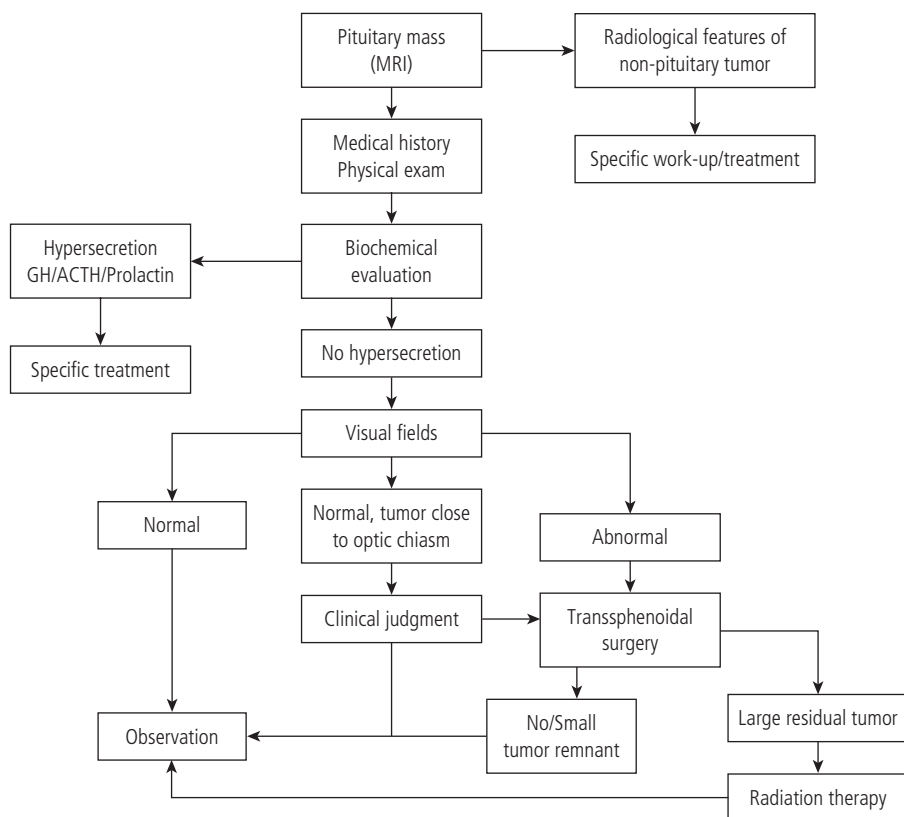 Pituitary mass
(MRI)
Radiological features of
non-pituitary tumor
Medical history
Physical exam
Specific work-up/treatment
Hypersecretion
GH/ACTH/Prolactin
Biochemical
evaluation
Specific treatment
No hypersecretion
Visual fields
Normal
Normal, tumor close
to optic chiasm
Abnormal
Clinical judgment
Transsphenoidal
surgery
Observation
No/Small
tumor remnant
Large residual tumor
Radiation therapy